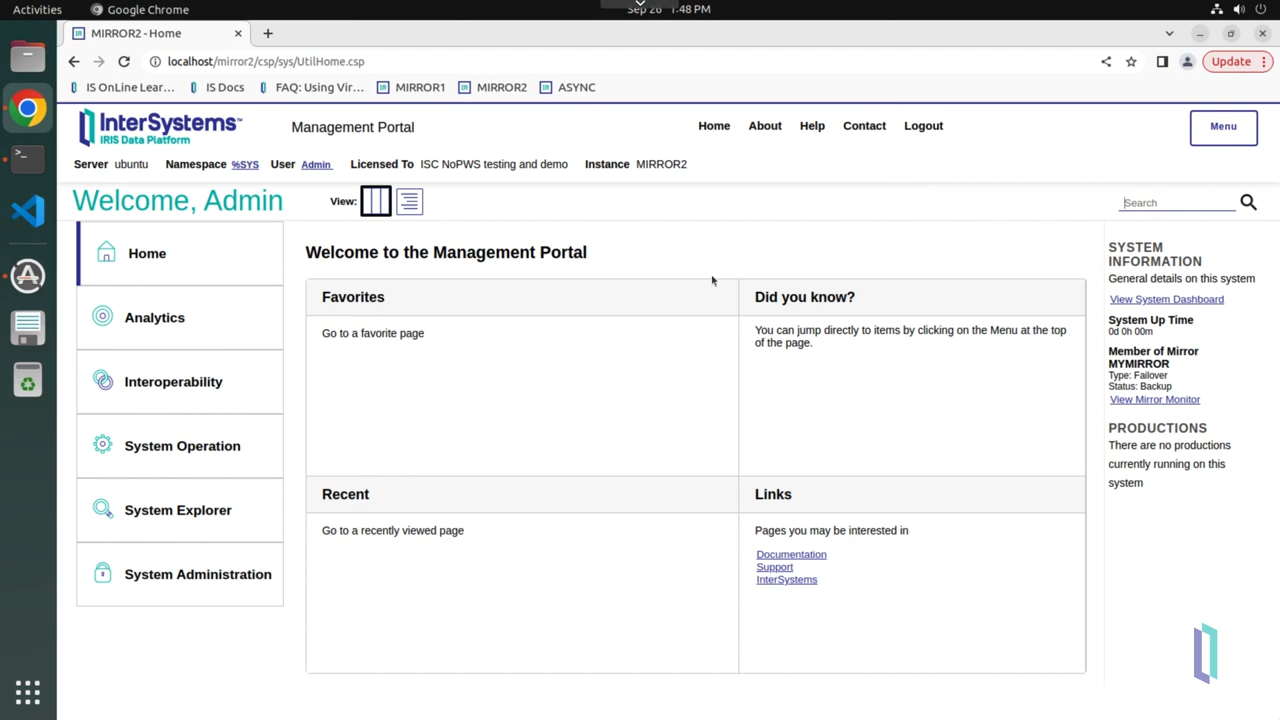 Activities
Google Chrome
Sep 26 1:48 PM
MIRROR2 - Home
localhost/mirror2/csp/sys/UtilHome.csp
Update
IS OnLine Lear...
IS Docs
FAQ: Using Vir...
MIRROR1
MIRROR2
ASYNC
InterSystems™
IRIS Data Platform™
Management Portal
Home
About
Help
Contact
Logout
Menu
Server ubuntu Namespace %SYS User Admin Licensed To ISC NoPWS testing and demo Instance MIRROR2
Welcome, Admin
View:
Search
Home
Analytics
Interoperability
System Operation
System Explorer
System Administration
Welcome to the Management Portal
Favorites
Go to a favorite page
Did you know?
You can jump directly to items by clicking on the Menu at the top
of the page.
Recent
Go to a recently viewed page
Links
Pages you may be interested in
Documentation
Support
InterSystems
SYSTEM
INFORMATION
General details on this system
View System Dashboard
System Up Time
0d 0h 00m
Member of Mirror
MYMIRROR
Type: Failover
Status: Backup
View Mirror Monitor
PRODUCTIONS
There are no productions
currently running on this
system